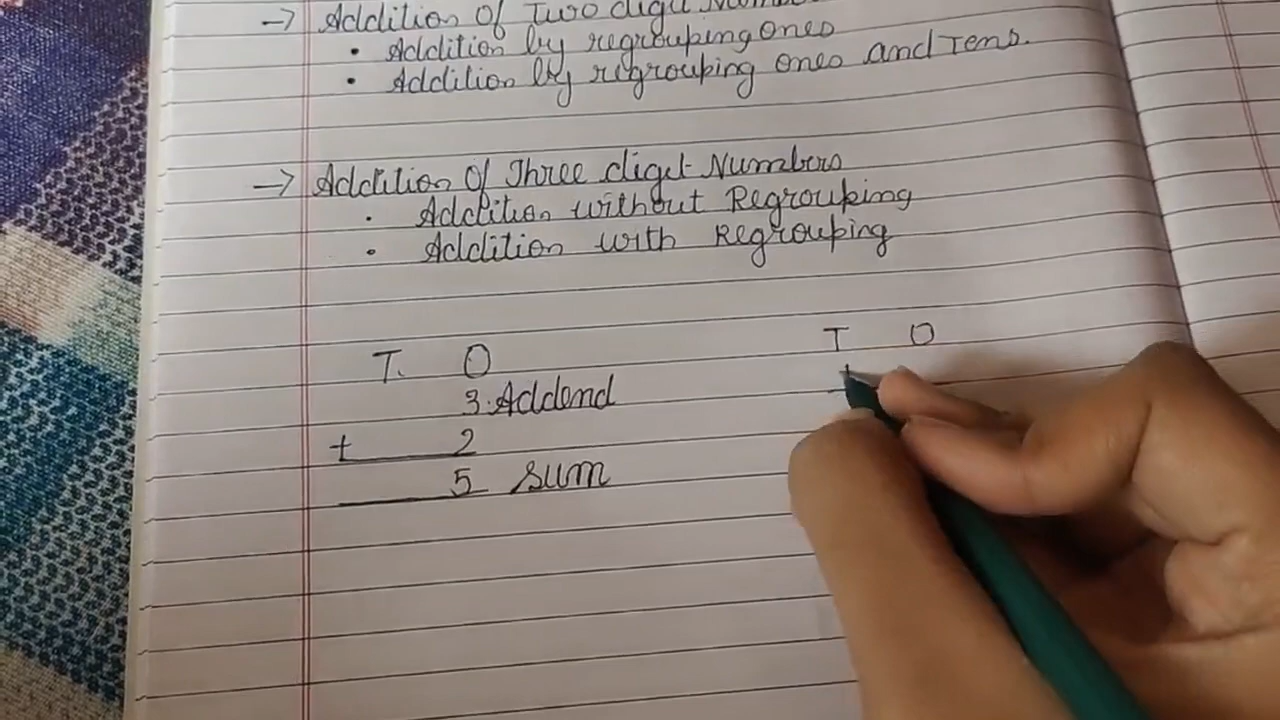 → Addition Of Two digit
• Addition by regrouping ones
• Addition by regrouping ones and Tens.
→ Addition Of Three digit Numbers
• Addition without Regrouping
• Addition with Regrouping
T. O
3 Addend
+ 2
5 sum
T O